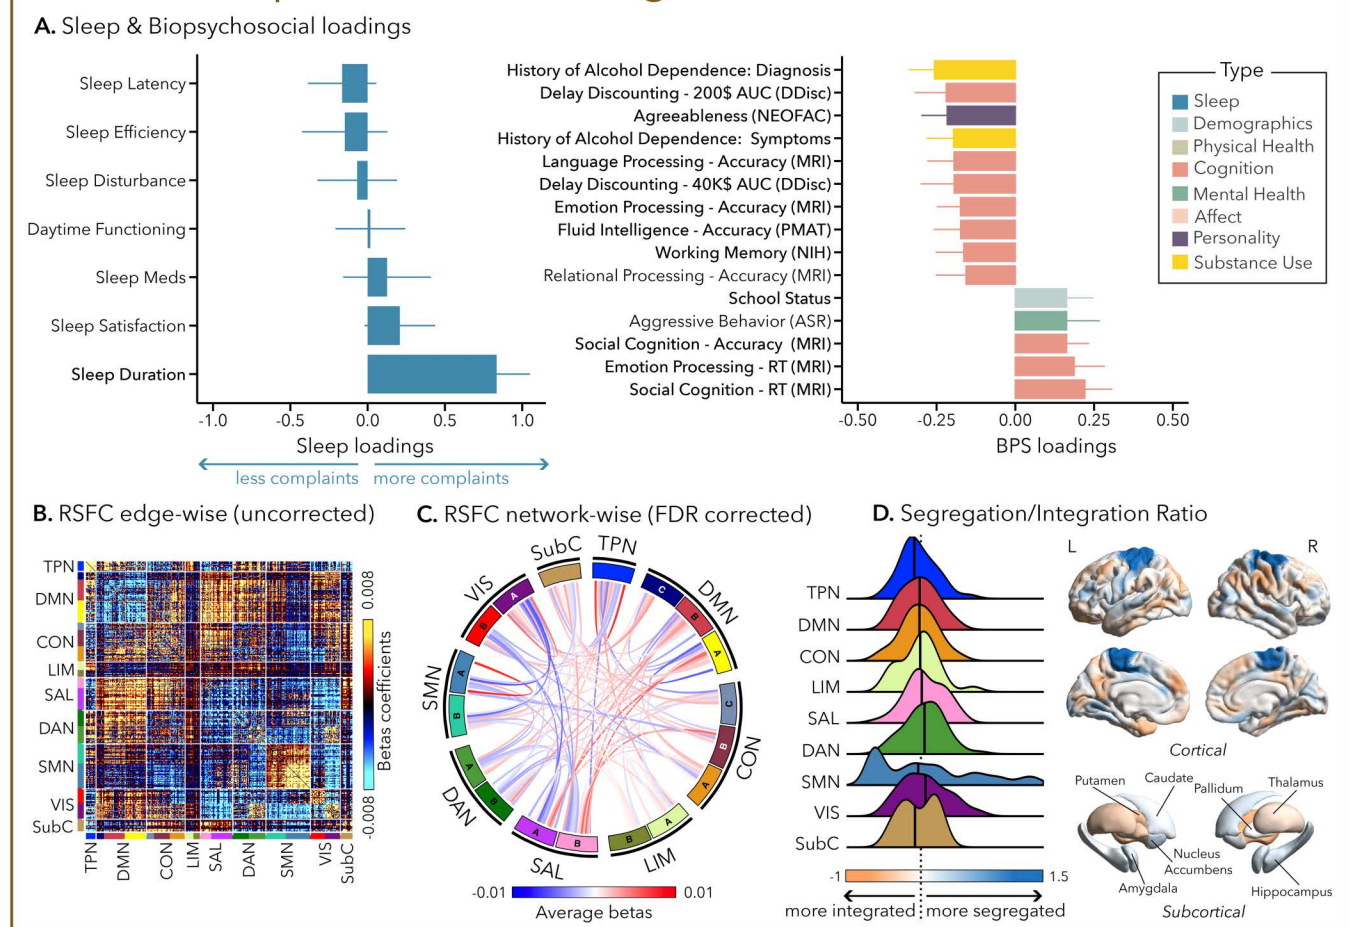 A. Sleep & Biopsychosocial loadings
Sleep Latency
Sleep Efficiency
Sleep Disturbance
Daytime Functioning
Sleep Meds
Sleep Satisfaction
Sleep Duration
-1.0 -0.5 0.0 0.5 1.0
Sleep loadings
less complaints more complaints
History of Alcohol Dependence: Diagnosis
Delay Discounting - 200$ AUC (DDisc)
Agreeableness (NEOFAC)
History of Alcohol Dependence: Symptoms
Language Processing - Accuracy (MRI)
Delay Discounting - 40K$ AUC (DDisc)
Emotion Processing - Accuracy (MRI)
Fluid Intelligence - Accuracy (PMAT)
Working Memory (NIH)
Relational Processing - Accuracy (MRI)
School Status
Aggressive Behavior (ASR)
Social Cognition - Accuracy (MRI)
Emotion Processing - RT (MRI)
Social Cognition - RT (MRI)
-0.50 -0.25 0.00 0.25 0.50
BPS loadings
Type
Sleep
Demographics
Physical Health
Cognition
Mental Health
Affect
Personality
Substance Use
B. RSFC edge-wise (uncorrected)
TPN
DMN
CON
LIM
SAL
DAN
SMN
VIS
SubC
TPN DMN CON LIM SAL DAN SMN VIS SubC
0.008
-0.008
Betas coefficients
C. RSFC network-wise (FDR corrected)
SubC TPN
VIS
DMN
SMN
CON
DAN
SAL
LIM
A
B
C
B
A
C
B
A
A
B
B
A
B
A
B
A
B
A
-0.01 0.01
Average betas
D. Segregation/Integration Ratio
TPN
DMN
CON
LIM
SAL
DAN
SMN
VIS
SubC
-1 1.5
more integrated more segregated
L R
Cortical
Putamen Caudate Pallidum Thalamus
Nucleus
Accumbens
Amygdala Hippocampus
Subcortical